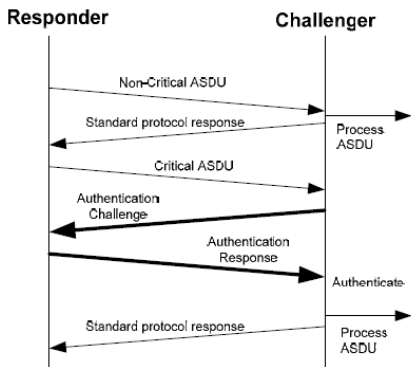 Responder
Challenger
Non-Critical ASDU
Standard protocol response
Process
ASDU
Critical ASDU
Authentication
Challenge
Authentication
Response
Authenticate
Standard protocol response
Process
ASDU